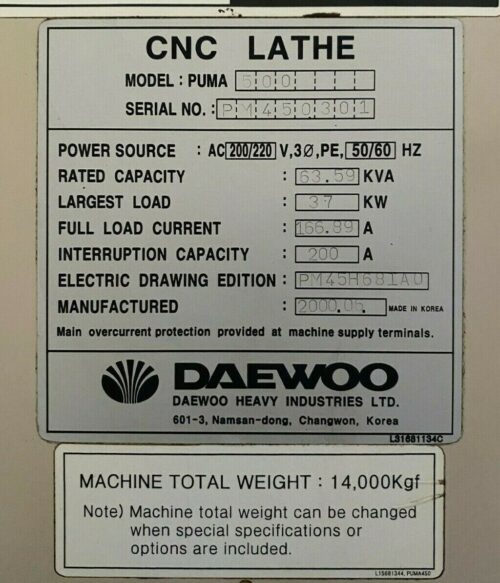 CNC LATHE
MODEL : PUMA 500
SERIAL NO. : PM450301
POWER SOURCE : AC 200/220 V, 3Ø, PE, 50/60 HZ
RATED CAPACITY : 63.59 KVA
LARGEST LOAD : 37 KW
FULL LOAD CURRENT : 166.89 A
INTERRUPTION CAPACITY : 200 A
ELECTRIC DRAWING EDITION : PM45H681A0
MANUFACTURED : 2000.05. MADE IN KOREA
Main overcurrent protection provided at machine supply terminals.
DAEWOO
DAEWOO HEAVY INDUSTRIES LTD.
601-3, Namsan-dong, Changwon, Korea
L31681134C
MACHINE TOTAL WEIGHT : 14,000Kgf
Note) Machine total weight can be changed
when special specifications or
options are included.
L15681344, PUMA450